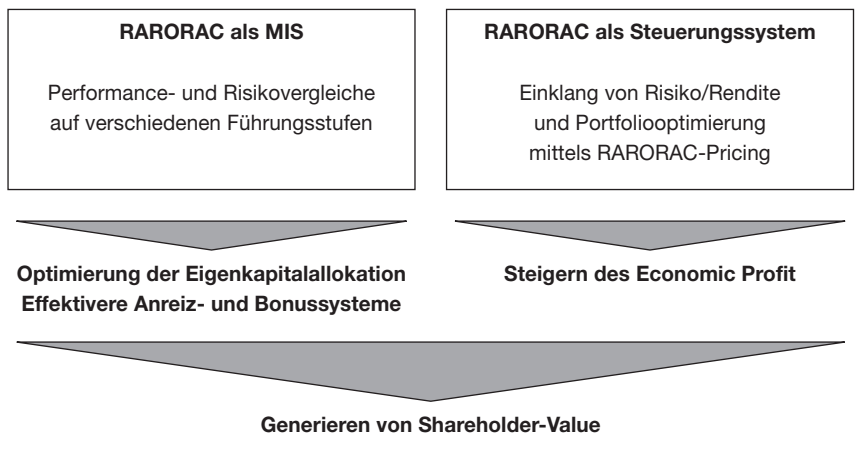 RARORAC als MIS
Performance- und Risikovergleiche
auf verschiedenen Führungsstufen
RARORAC als Steuerungssystem
Einklang von Risiko/Rendite
und Portfoliooptimierung
mittels RARORAC-Pricing
Optimierung der Eigenkapitalallokation
Effektivere Anreiz- und Bonussysteme
Steigern des Economic Profit
Generieren von Shareholder-Value